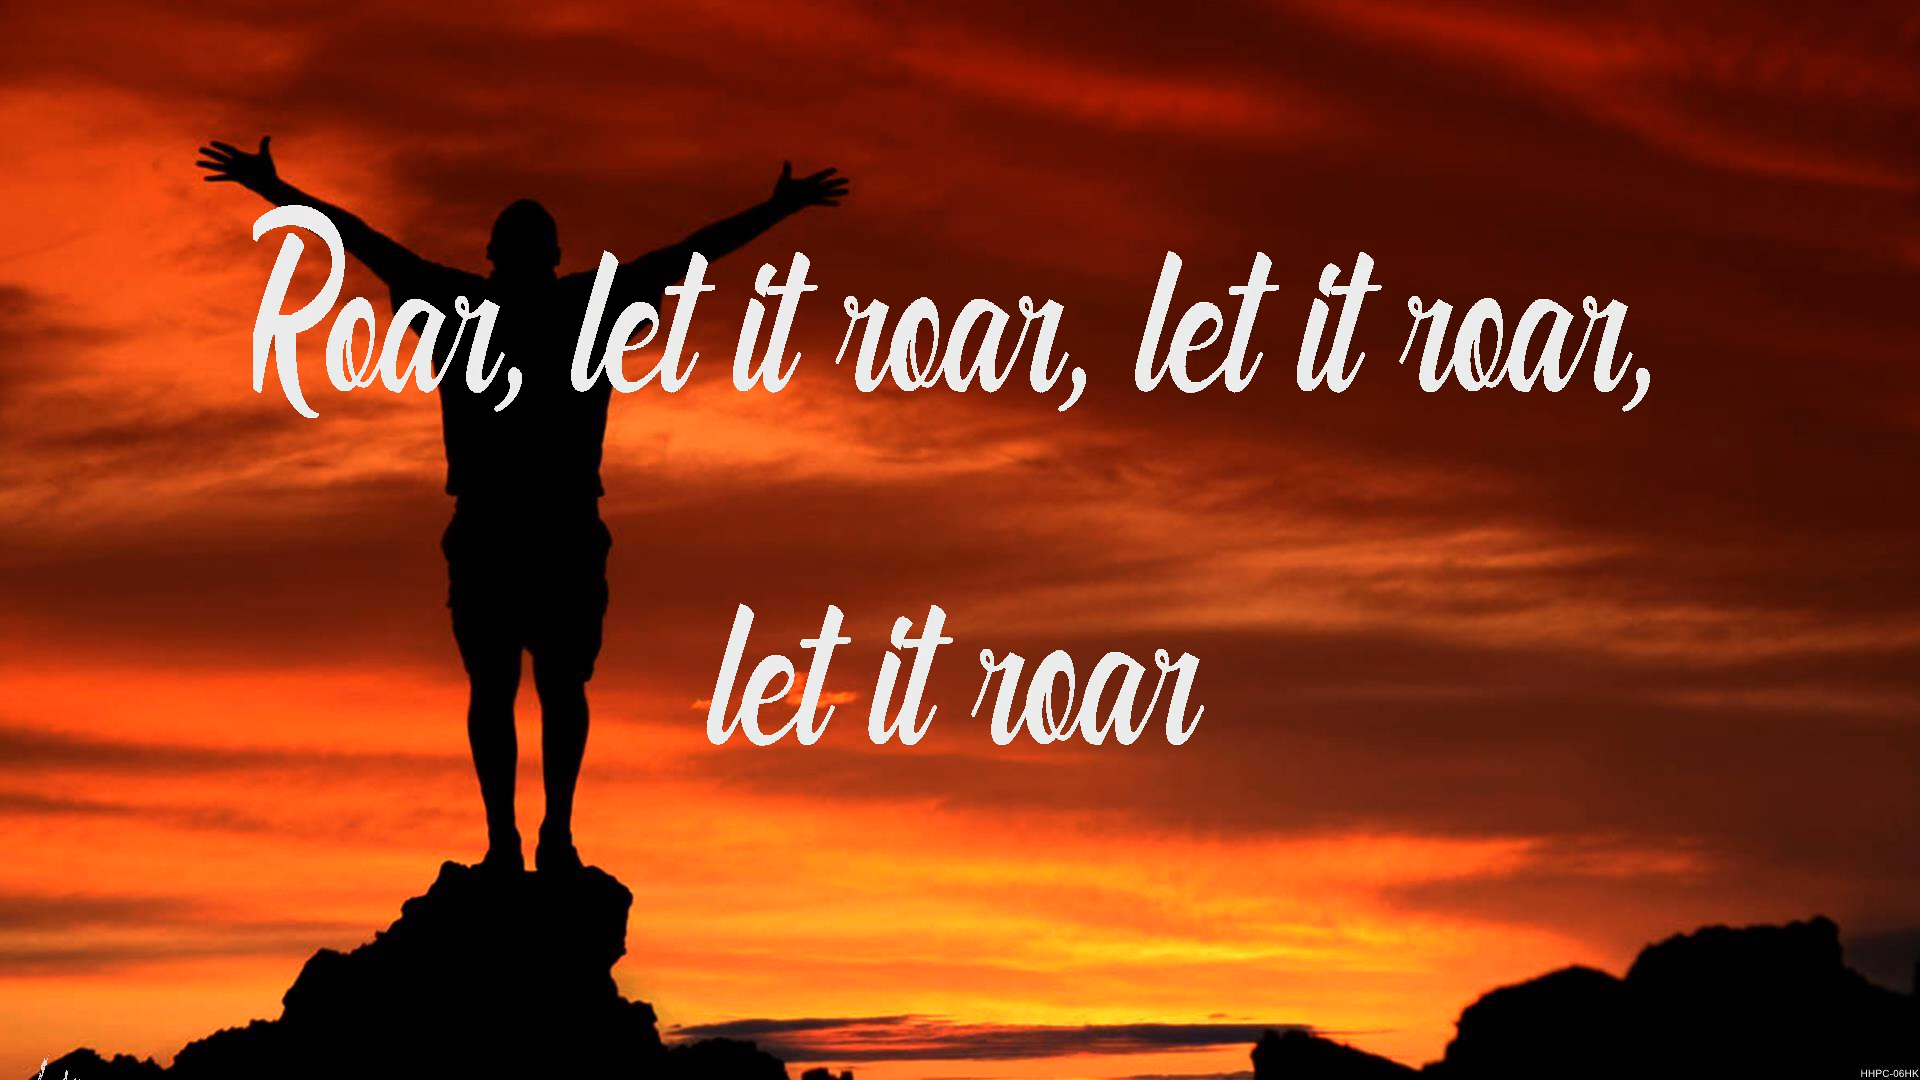 Roar, let it roar, let it roar,
let it roar
HHPC-06HK